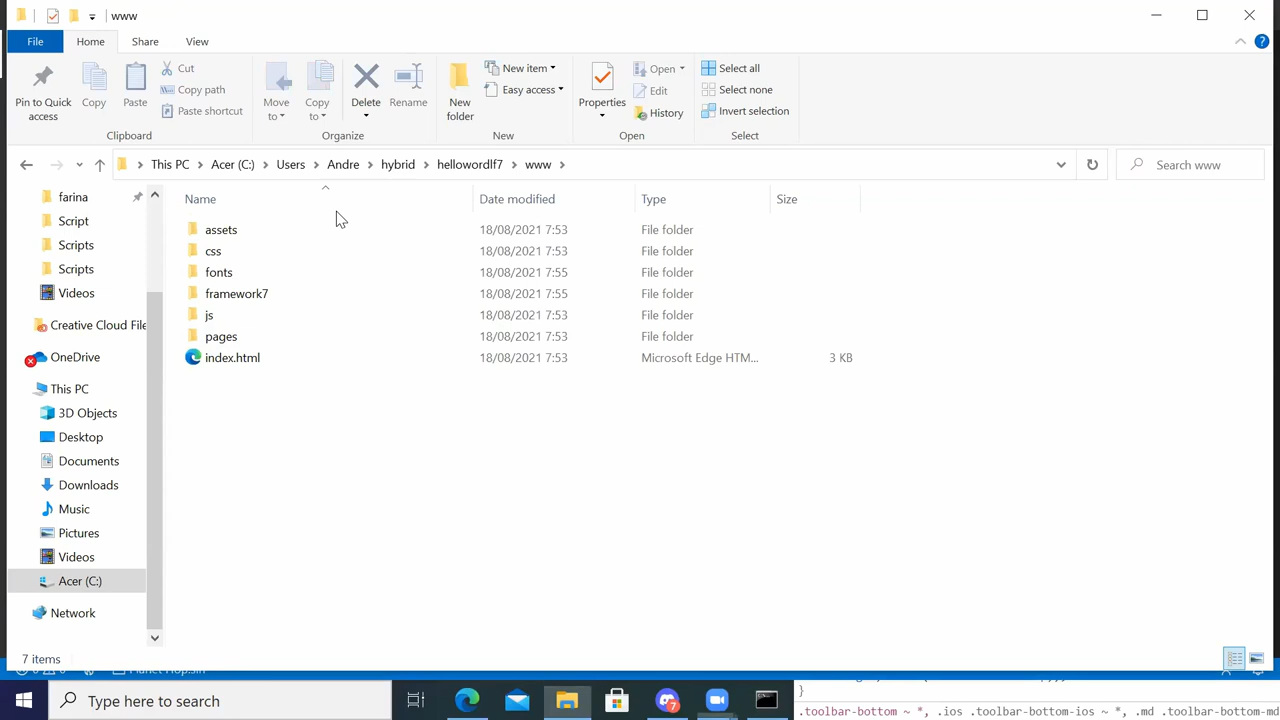 www
File Home Share View
Pin to Quick access
Copy
Paste
Cut
Copy path
Paste shortcut
Clipboard
Move to
Copy to
Delete
Rename
Organize
New folder
New item
Easy access
New
Properties
Open
Edit
History
Open
Select all
Select none
Invert selection
Select
This PC Acer (C:) Users Andre hybrid hellowordlf7 www
Search www
farina
Script
Scripts
Scripts
Videos
Creative Cloud File
OneDrive
This PC
3D Objects
Desktop
Documents
Downloads
Music
Pictures
Videos
Acer (C:)
Network
Name Date modified Type Size
assets 18/08/2021 7:53 File folder
css 18/08/2021 7:53 File folder
fonts 18/08/2021 7:55 File folder
framework7 18/08/2021 7:55 File folder
js 18/08/2021 7:53 File folder
pages 18/08/2021 7:53 File folder
index.html 18/08/2021 7:53 Microsoft Edge HTM... 3 KB
7 items
Type here to search
7
}
.toolbar-bottom ~ *, .ios .toolbar-bottom-ios ~ *, .md .toolbar-bottom-md